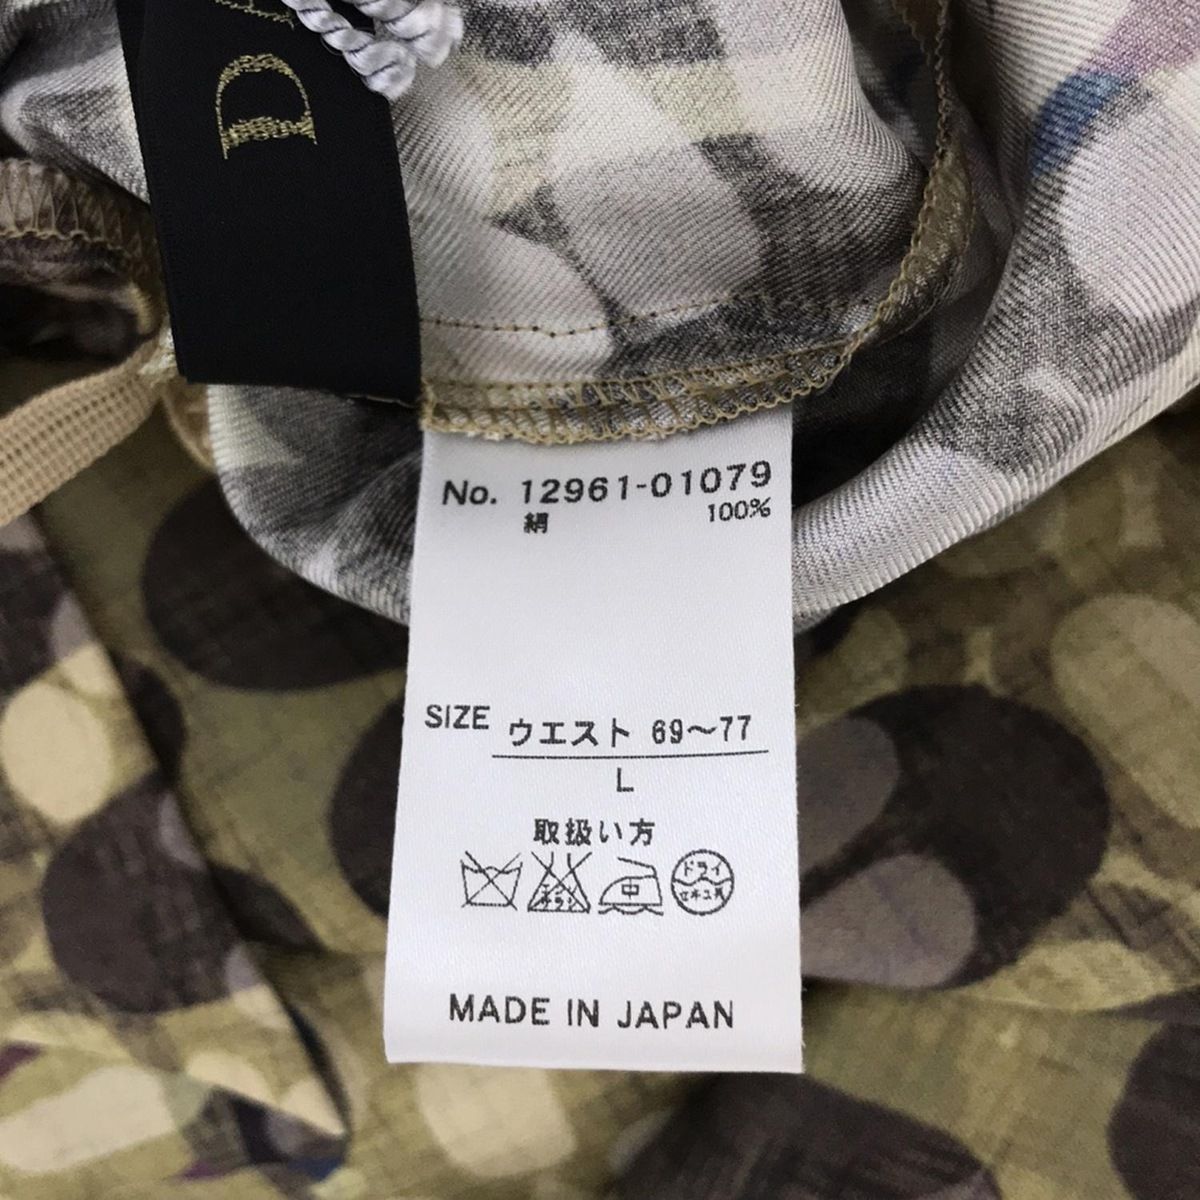 D
No. 12961-01079
絹 100%
SIZE ウエスト 69〜77
L
取扱い方
中
ドライ
MADE IN JAPAN